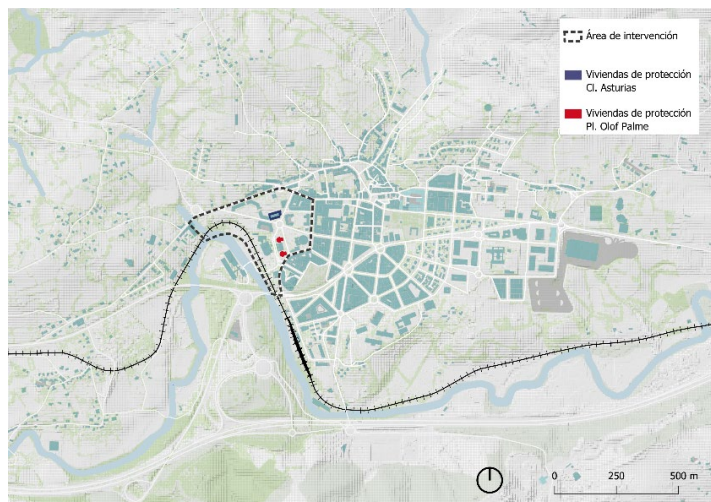 Área de intervención
Viviendas de protección
Cl. Asturias
Viviendas de protección
Pl. Olof Palme
0 250 500 m